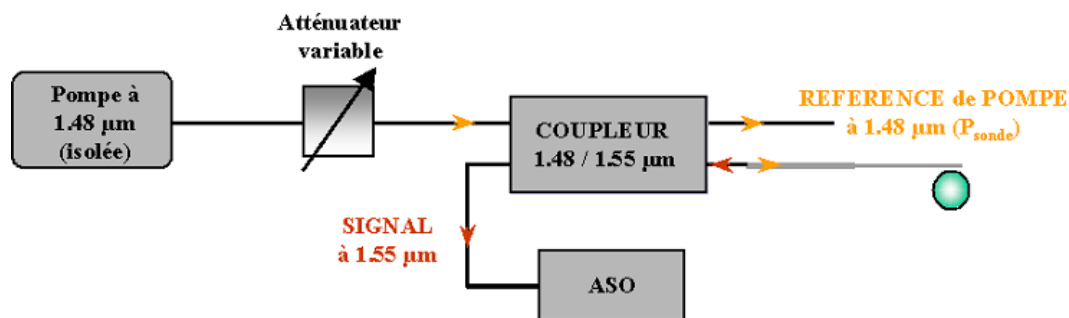 Atténuateur
variable
Pompe à
1.48 µm
(isolée)
COUPLEUR
1.48 / 1.55 µm
REFERENCE de POMPE
à 1.48 µm (Psonde)
SIGNAL
à 1.55 µm
ASO